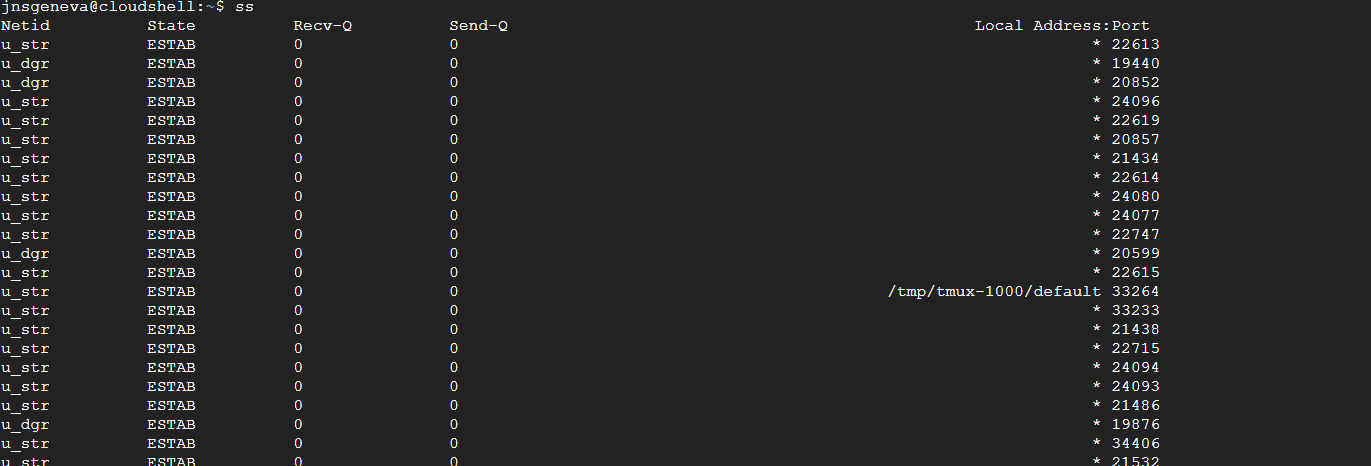 jnsgeneva@cloudshell:~$ ss
Netid State Recv-Q Send-Q Local Address:Port
u_str ESTAB 0 0 * 22613
u_dgr ESTAB 0 0 * 19440
u_dgr ESTAB 0 0 * 20852
u_str ESTAB 0 0 * 24096
u_str ESTAB 0 0 * 22619
u_str ESTAB 0 0 * 20857
u_str ESTAB 0 0 * 21434
u_str ESTAB 0 0 * 22614
u_str ESTAB 0 0 * 24080
u_str ESTAB 0 0 * 24077
u_str ESTAB 0 0 * 22747
u_dgr ESTAB 0 0 * 20599
u_str ESTAB 0 0 * 22615
u_str ESTAB 0 0 /tmp/tmux-1000/default 33264
u_str ESTAB 0 0 * 33233
u_str ESTAB 0 0 * 21438
u_str ESTAB 0 0 * 22715
u_str ESTAB 0 0 * 24094
u_str ESTAB 0 0 * 24093
u_str ESTAB 0 0 * 21486
u_dgr ESTAB 0 0 * 19876
u_str ESTAB 0 0 * 34406
u_str ESTAB 0 0 * 21532